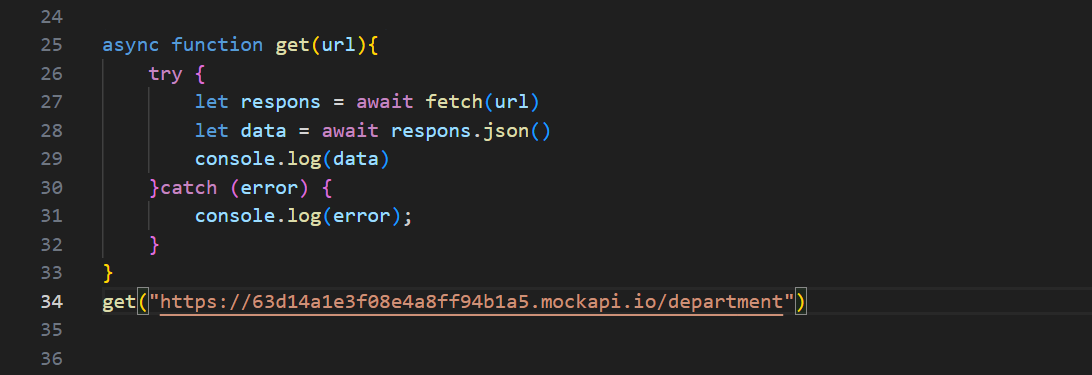 24
25 async function get(url){
26     try {
27         let respons = await fetch(url)
28         let data = await respons.json()
29         console.log(data)
30     }catch (error) {
31         console.log(error);
32     }
33 }
34 get("https://63d14a1e3f08e4a8ff94b1a5.mockapi.io/department")
35
36